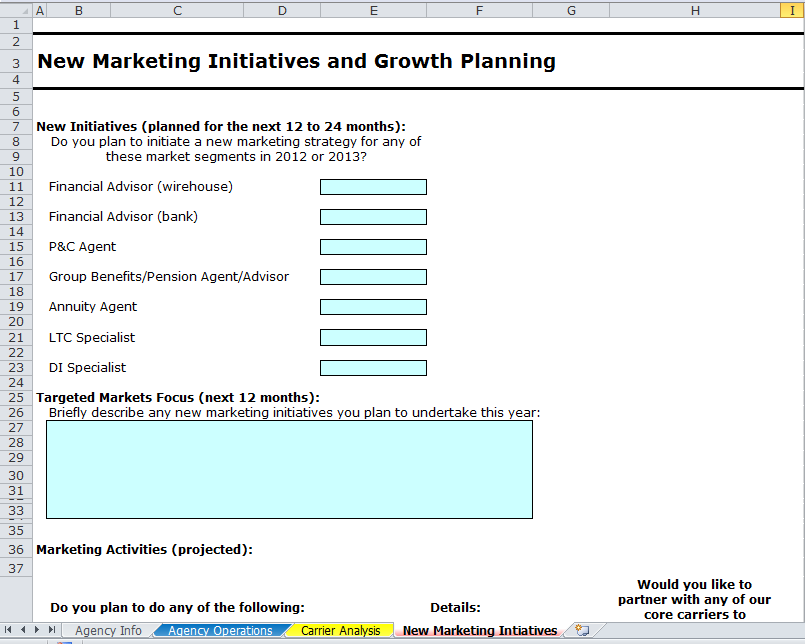 A B C D E F G H I
1
2
3 New Marketing Initiatives and Growth Planning
4
5
6
7 New Initiatives (planned for the next 12 to 24 months):
8 Do you plan to initiate a new marketing strategy for any of
9 these market segments in 2012 or 2013?
10
11 Financial Advisor (wirehouse)
12
13 Financial Advisor (bank)
14
15 P&C Agent
16
17 Group Benefits/Pension Agent/Advisor
18
19 Annuity Agent
20
21 LTC Specialist
22
23 DI Specialist
24
25 Targeted Markets Focus (next 12 months):
26 Briefly describe any new marketing initiatives you plan to undertake this year:
27
28
29
30
31
33
35
36 Marketing Activities (projected):
37
Do you plan to do any of the following:
Details:
Would you like to
partner with any of our
core carriers to
Agency Info Agency Operations Carrier Analysis New Marketing Intiatives